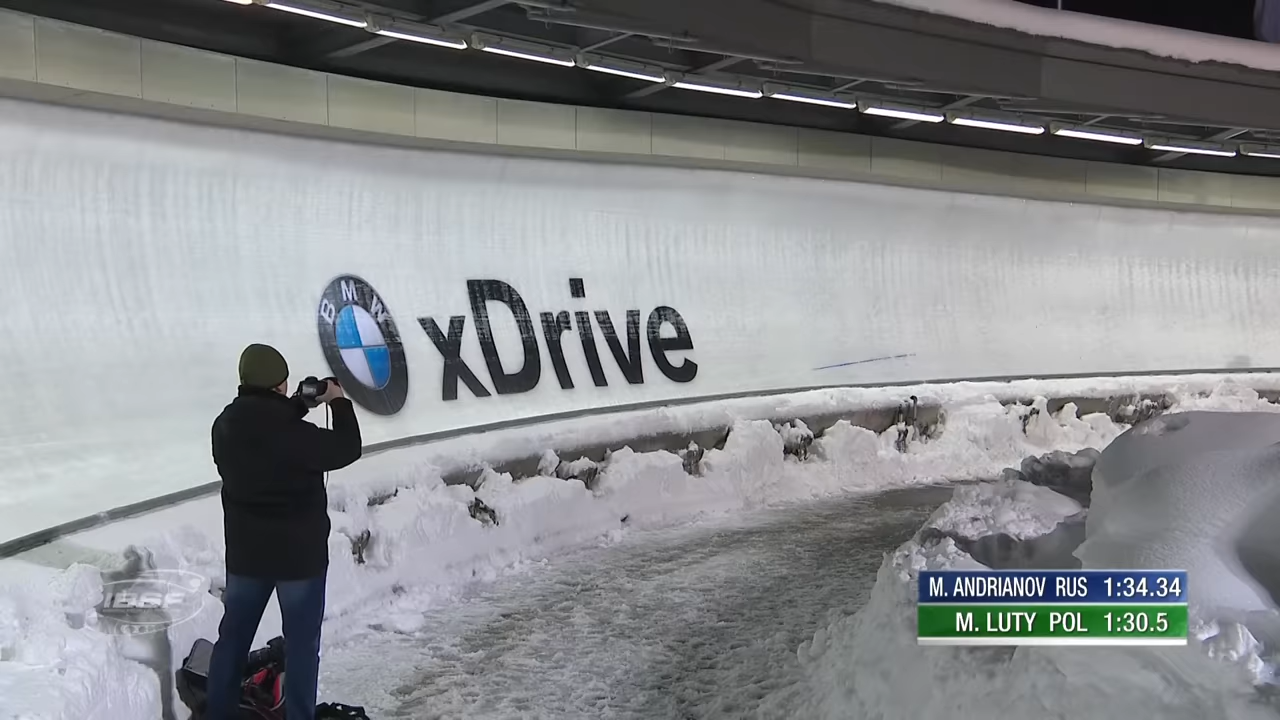 BMW
xDrive
IBSF
M. ANDRIANOV RUS 1:34.34
M. LUTY POL 1:30.5